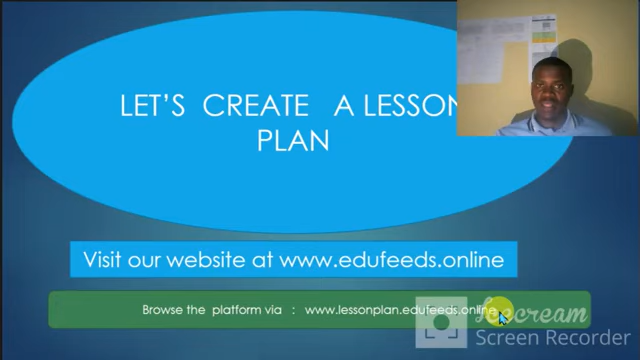 LET'S CREATE A LESSON
PLAN
Visit our website at www.edufeeds.online
Browse the platform via : www.lessonplan.edufeeds.online
Icecream
Screen Recorder